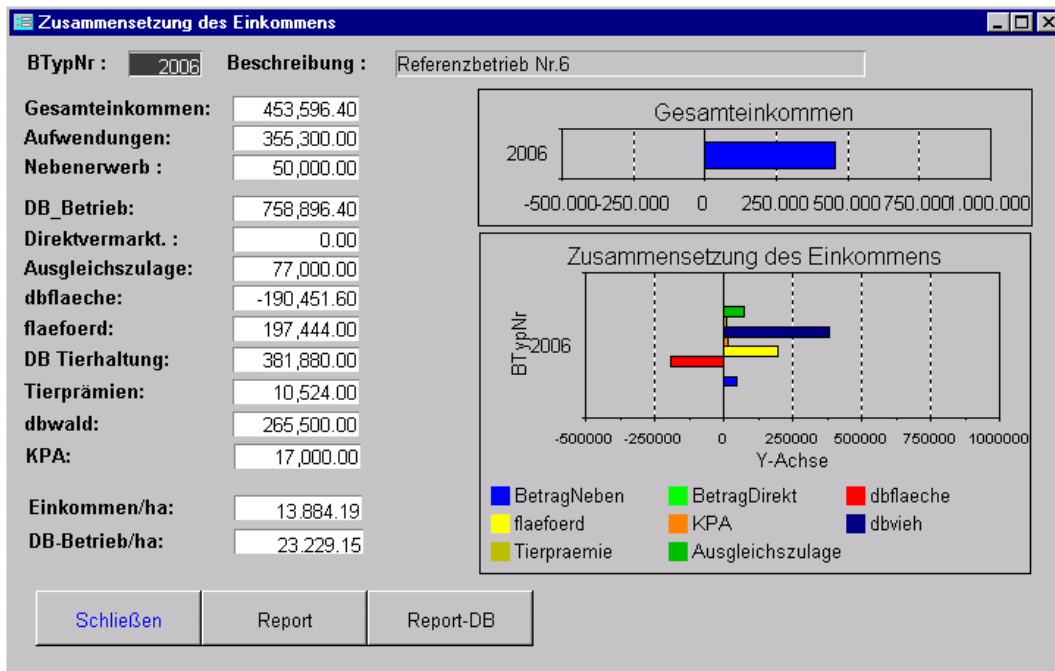 Zusammensetzung des Einkommens
BTypNr : 2006 Beschreibung : Referenzbetrieb Nr.6
Gesamteinkommen: 453,596.40
Aufwendungen: 355,300.00
Nebenerwerb : 50,000.00
DB_Betrieb: 758,896.40
Direktvermarkt. : 0.00
Ausgleichszulage: 77,000.00
dbflaeche: -190,451.60
flaefoerd: 197,444.00
DB Tierhaltung: 381,880.00
Tierprämien: 10,524.00
dbwald: 265,500.00
KPA: 17,000.00
Einkommen/ha: 13.884.19
DB-Betrieb/ha: 23.229.15
Gesamteinkommen
2006
-500.000 -250.000 0 250.000 500.000 750.000 1.000.000
Zusammensetzung des Einkommens
BTypNr
2006
-500000 -250000 0 250000 500000 750000 1000000
Y-Achse
BetragNeben BetragDirekt dbflaeche
flaefoerd KPA dbvieh
Tierpraemie Ausgleichszulage
Schließen Report Report-DB